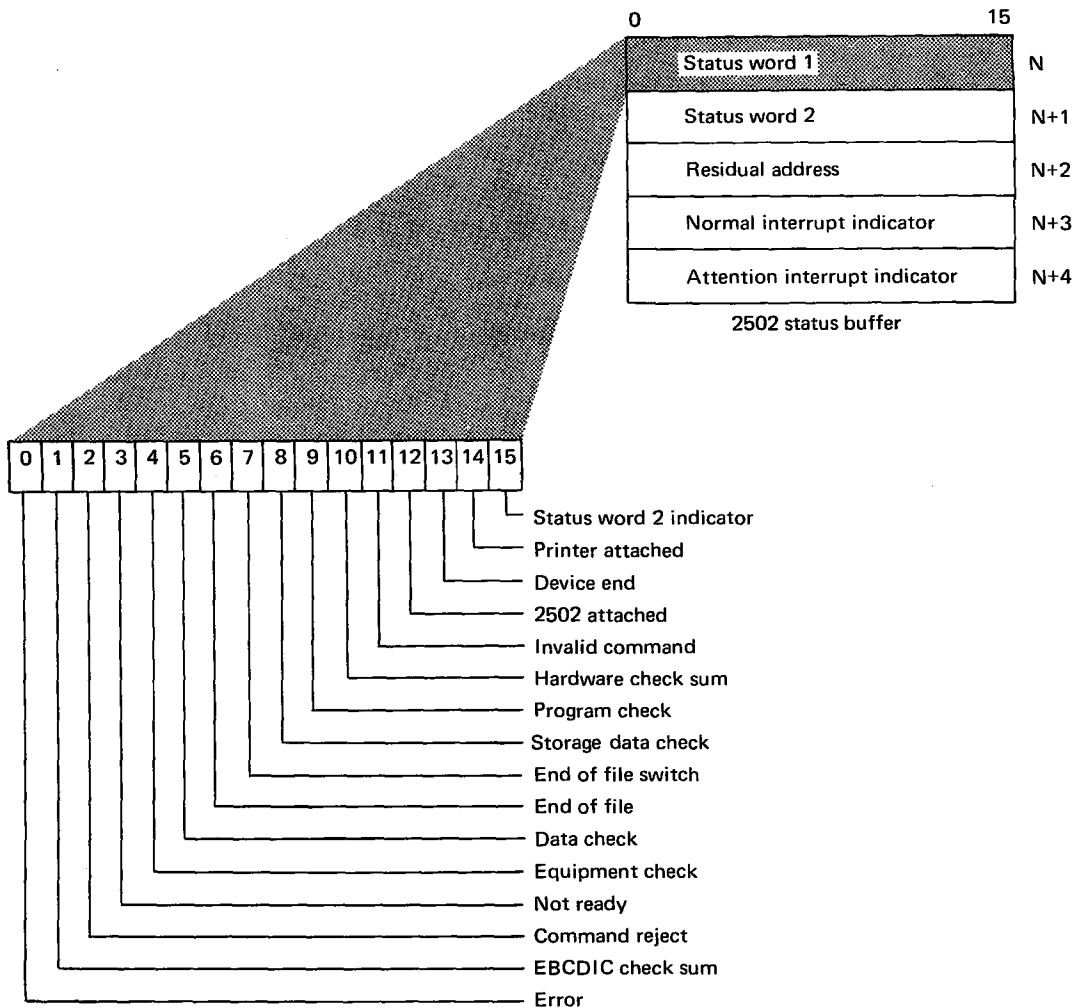 0 15
Status word 1 N
Status word 2 N+1
Residual address N+2
Normal interrupt indicator N+3
Attention interrupt indicator N+4
2502 status buffer
0 1 2 3 4 5 6 7 8 9 10 11 12 13 14 15
Status word 2 indicator
Printer attached
Device end
2502 attached
Invalid command
Hardware check sum
Program check
Storage data check
End of file switch
End of file
Data check
Equipment check
Not ready
Command reject
EBCDIC check sum
Error